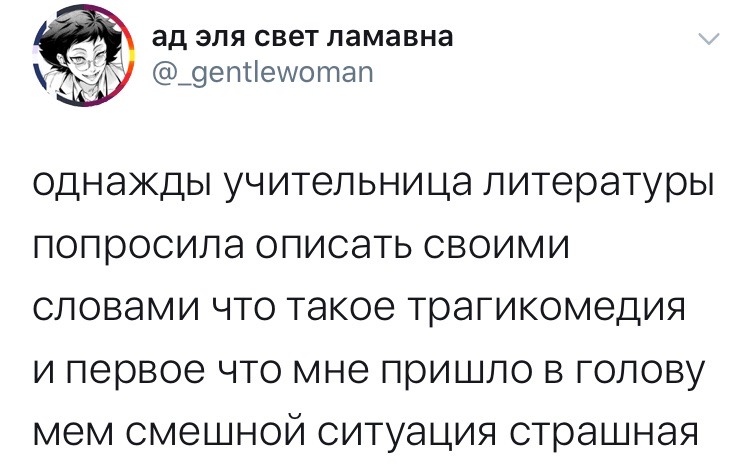 ад эля свет ламавна
@_gentlewoman
однажды учительница литературы
попросила описать своими
словами что такое трагикомедия
и первое что мне пришло в голову
мем смешной ситуация страшная